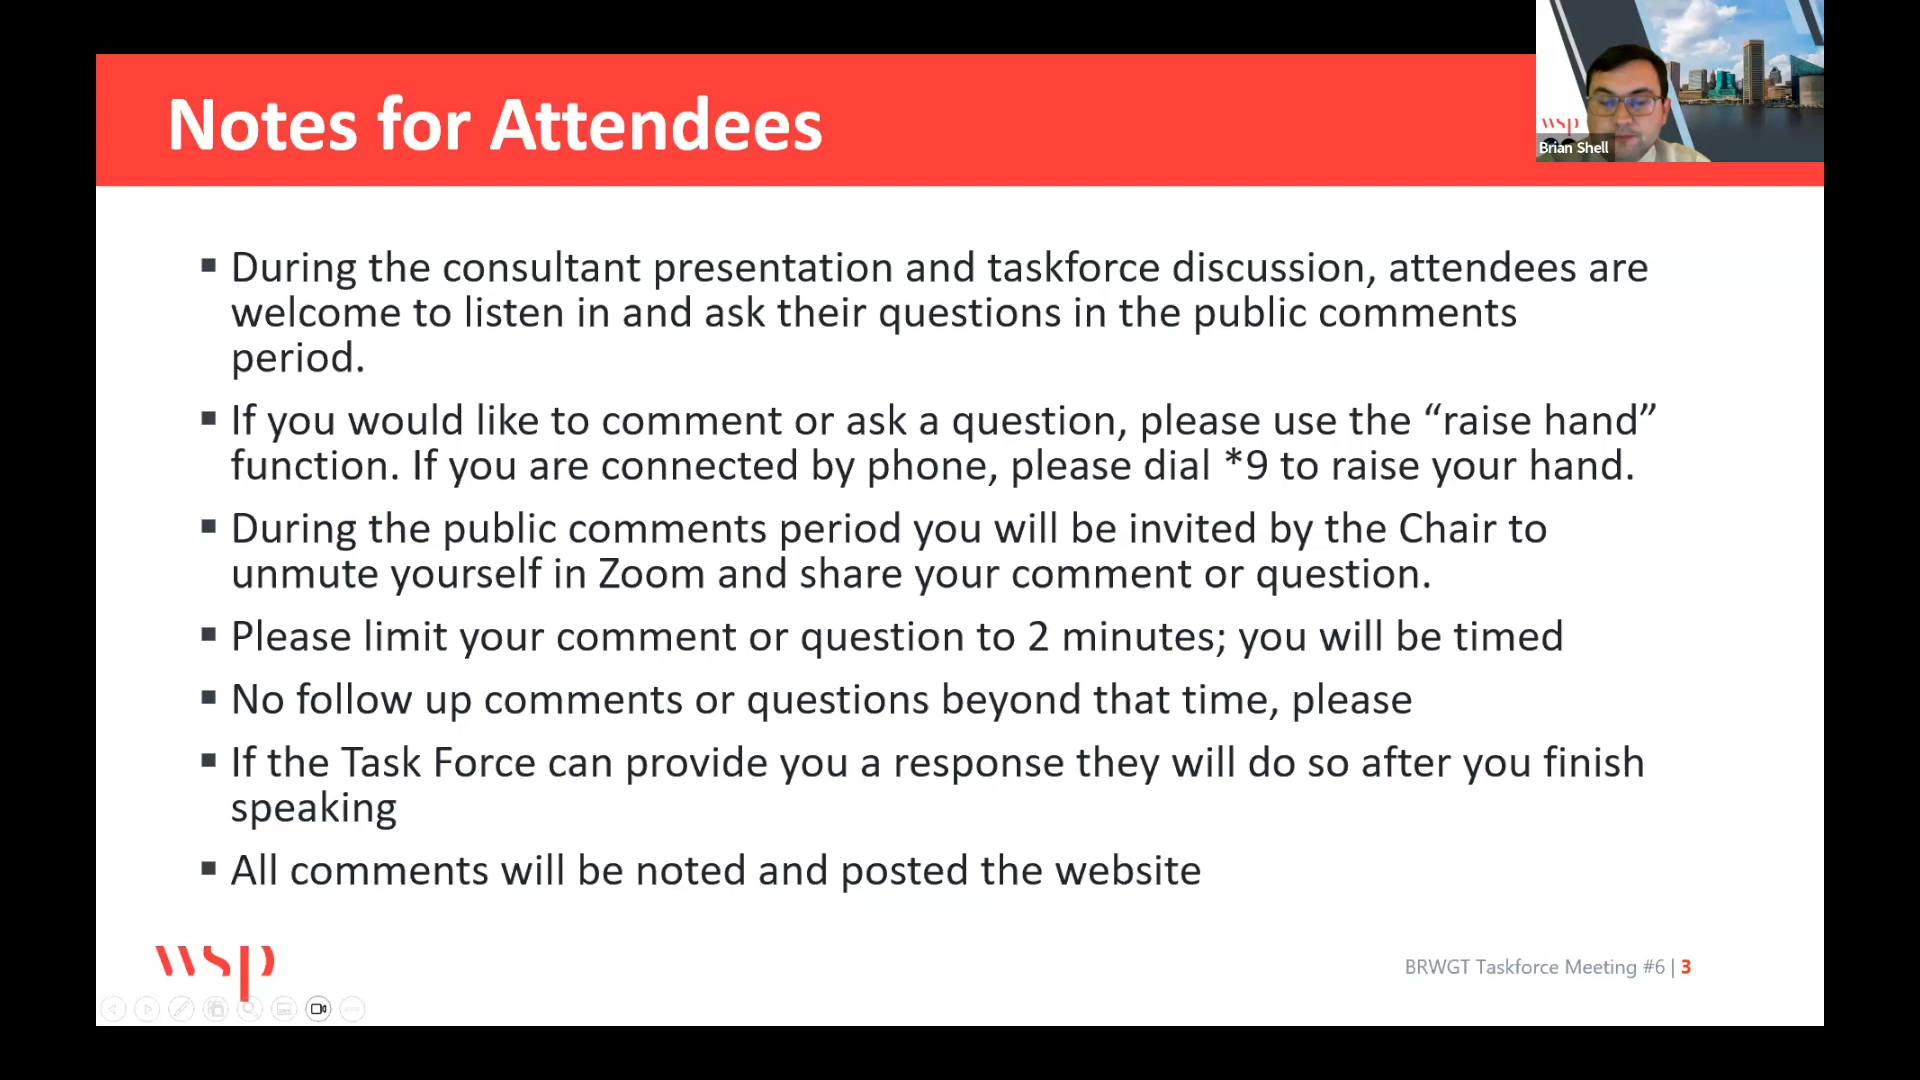 Notes for Attendees
wsp
Brian Shell
▪ During the consultant presentation and taskforce discussion, attendees are
welcome to listen in and ask their questions in the public comments
period.
▪ If you would like to comment or ask a question, please use the “raise hand”
function. If you are connected by phone, please dial *9 to raise your hand.
▪ During the public comments period you will be invited by the Chair to
unmute yourself in Zoom and share your comment or question.
▪ Please limit your comment or question to 2 minutes; you will be timed
▪ No follow up comments or questions beyond that time, please
▪ If the Task Force can provide you a response they will do so after you finish
speaking
▪ All comments will be noted and posted the website
wsp
BRWGT Taskforce Meeting #6 | 3